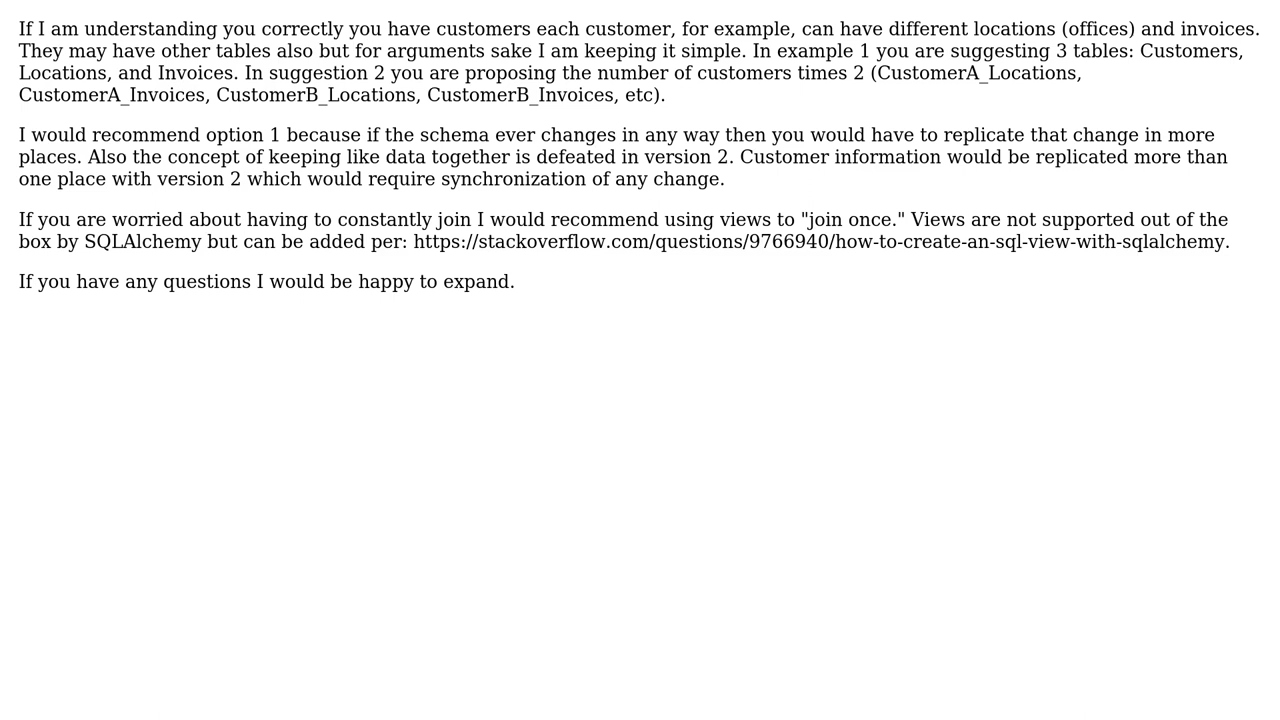 If I am understanding you correctly you have customers each customer, for example, can have different locations (offices) and invoices.
They may have other tables also but for arguments sake I am keeping it simple. In example 1 you are suggesting 3 tables: Customers,
Locations, and Invoices. In suggestion 2 you are proposing the number of customers times 2 (CustomerA_Locations,
CustomerA_Invoices, CustomerB_Locations, CustomerB_Invoices, etc).
I would recommend option 1 because if the schema ever changes in any way then you would have to replicate that change in more
places. Also the concept of keeping like data together is defeated in version 2. Customer information would be replicated more than
one place with version 2 which would require synchronization of any change.
If you are worried about having to constantly join I would recommend using views to "join once." Views are not supported out of the
box by SQLAlchemy but can be added per: https://stackoverflow.com/questions/9766940/how-to-create-an-sql-view-with-sqlalchemy.
If you have any questions I would be happy to expand.